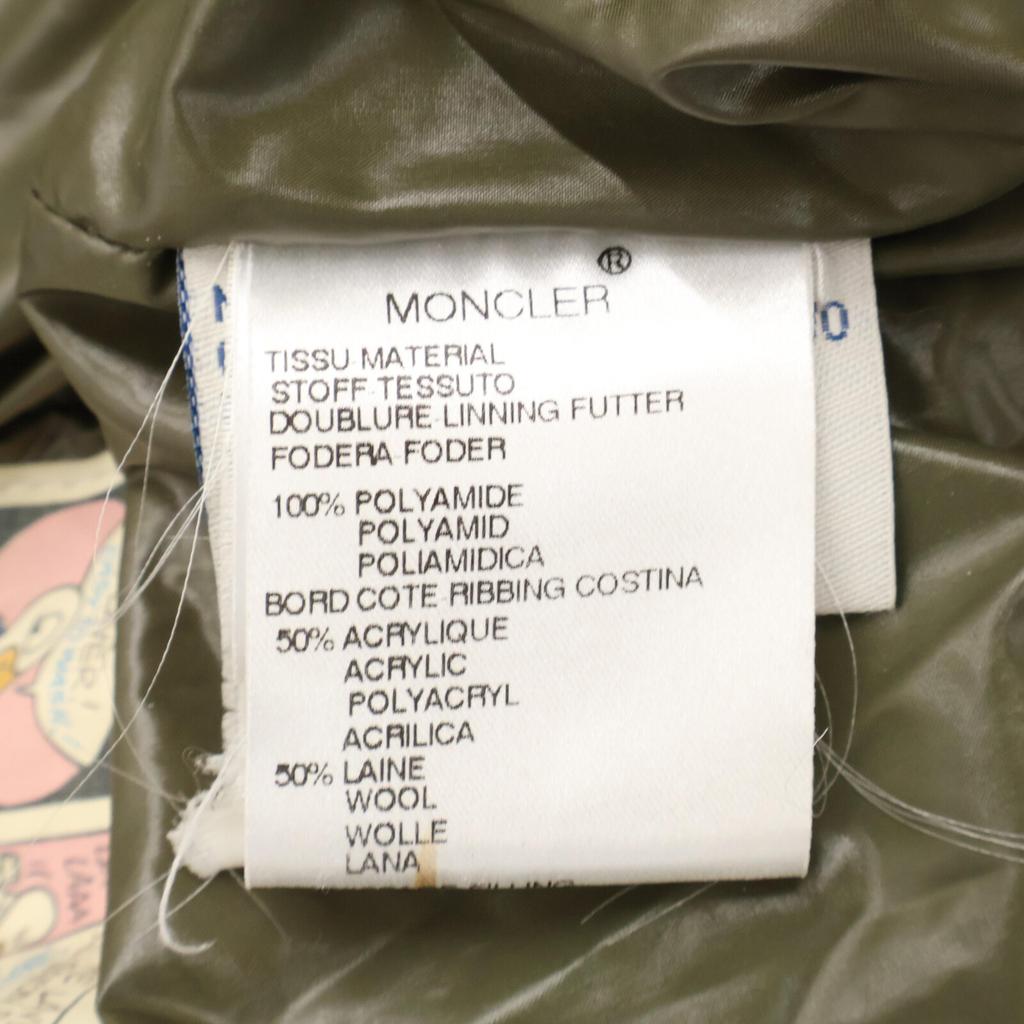 ®
MONCLER
TISSU-MATERIAL
STOFF-TESSUTO
DOUBLURE-LINNING FUTTER
FODERA-FODER
100% POLYAMIDE
POLYAMID
POLIAMIDICA
BORD COTE-RIBBING COSTINA
50% ACRYLIQUE
ACRYLIC
POLYACRYL
ACRILICA
50% LAINE
WOOL
WOLLE
LANA